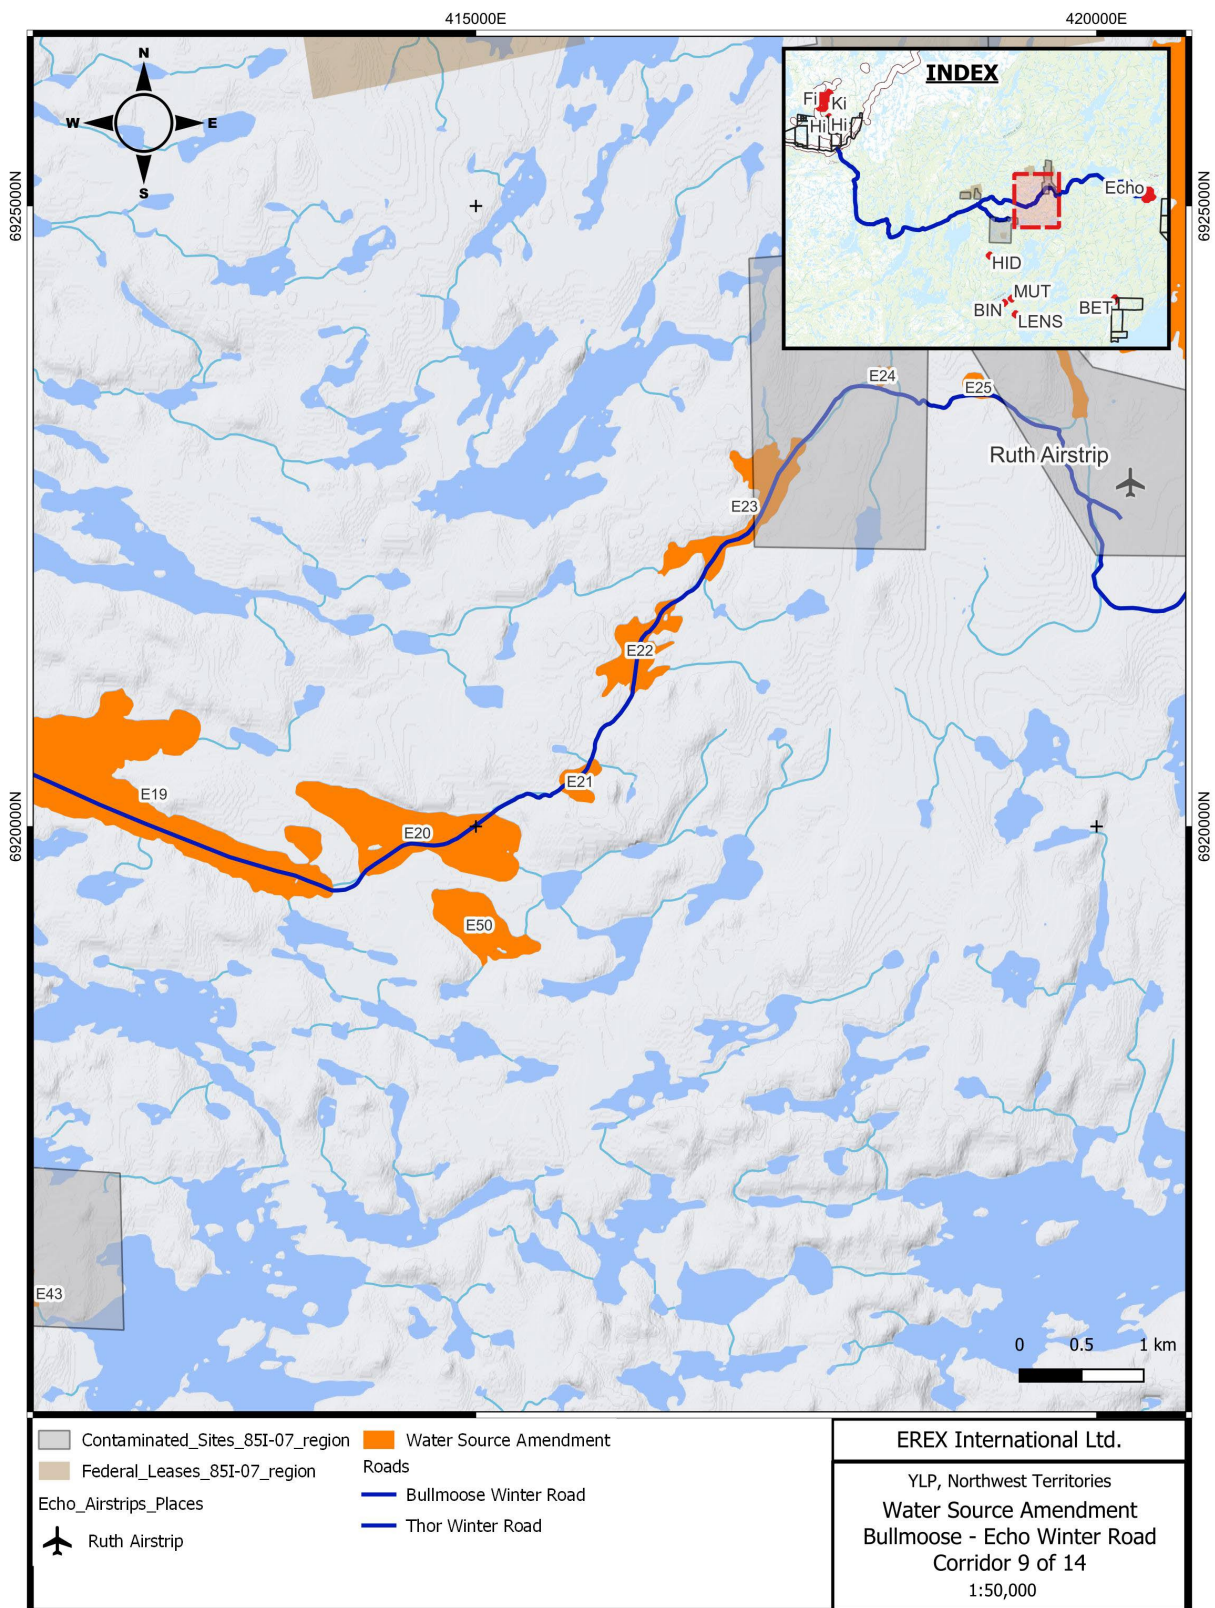 415000E
420000E
N
W
E
S
6925000N
6925000N
INDEX
Fi
Ki
Hi
Hi
Echo
HID
MUT
BIN
LENS
BET
E24
E25
Ruth Airstrip
E23
E22
E21
E19
E20
E50
6920000N
6920000N
E43
0 0.5 1 km
Contaminated_Sites_85I-07_region
Federal_Leases_85I-07_region
Echo_Airstrips_Places
Ruth Airstrip
Water Source Amendment
Roads
Bullmoose Winter Road
Thor Winter Road
EREX International Ltd.
YLP, Northwest Territories
Water Source Amendment
Bullmoose - Echo Winter Road
Corridor 9 of 14
1:50,000